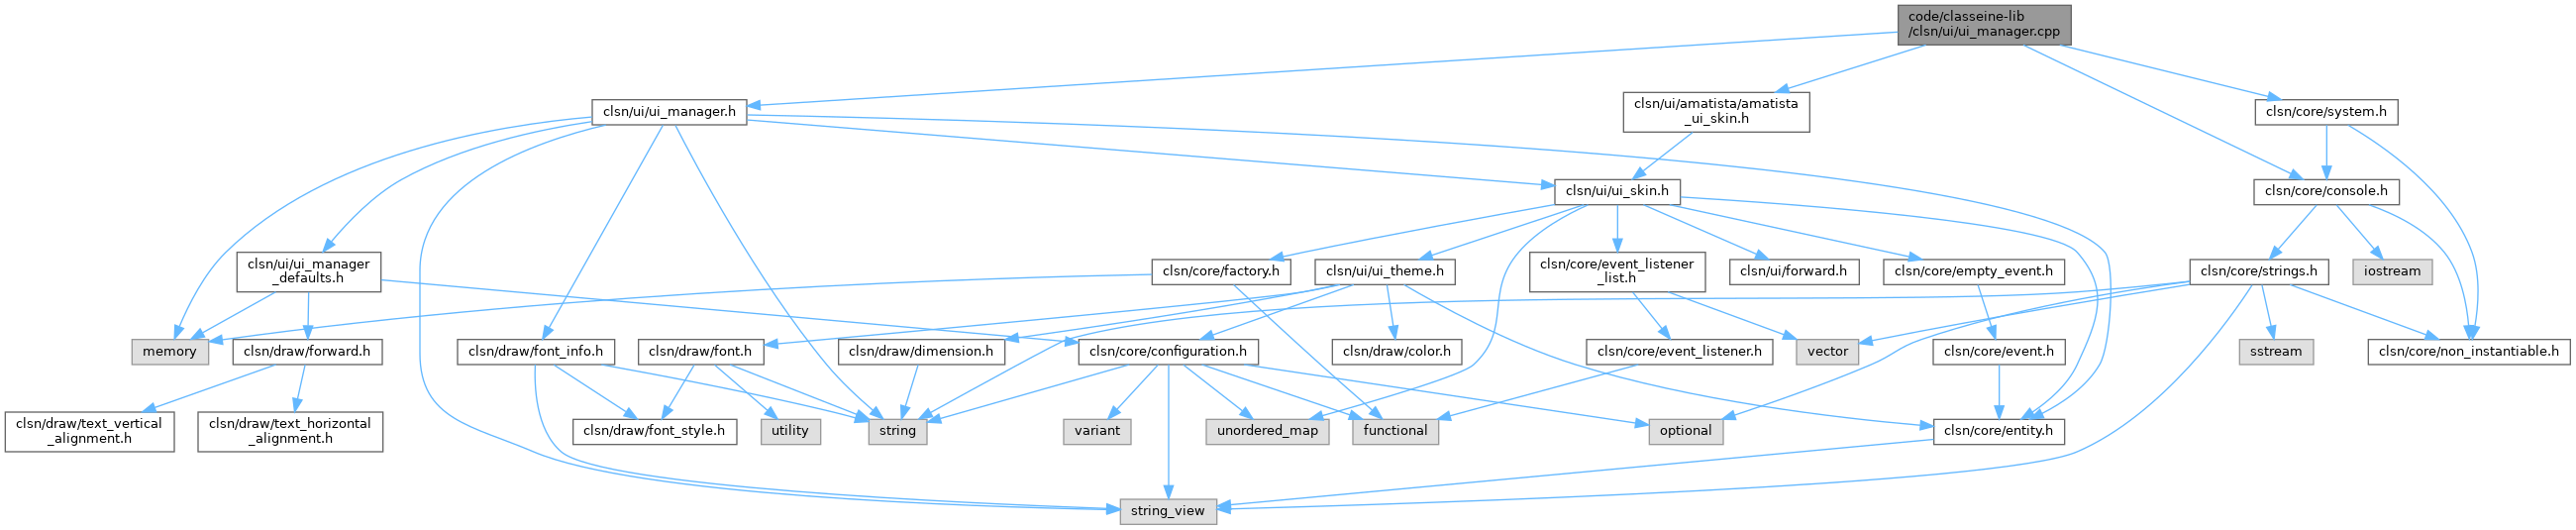 code/classeine-lib
/clsn/ui/ui_manager.cpp
clsn/ui/ui_manager.h
clsn/ui/amatista/amatista
_ui_skin.h
clsn/core/system.h
clsn/ui/ui_skin.h
clsn/core/console.h
clsn/ui/ui_manager
_defaults.h
clsn/core/factory.h
clsn/ui/ui_theme.h
clsn/core/event_listener
_list.h
clsn/ui/forward.h
clsn/core/empty_event.h
clsn/core/strings.h
iostream
memory
clsn/draw/forward.h
clsn/draw/font_info.h
clsn/draw/font.h
clsn/draw/dimension.h
clsn/core/configuration.h
clsn/draw/color.h
clsn/core/event_listener.h
vector
clsn/core/event.h
sstream
clsn/core/non_instantiable.h
clsn/draw/text_vertical
_alignment.h
clsn/draw/text_horizontal
_alignment.h
clsn/draw/font_style.h
utility
string
variant
unordered_map
functional
optional
clsn/core/entity.h
string_view